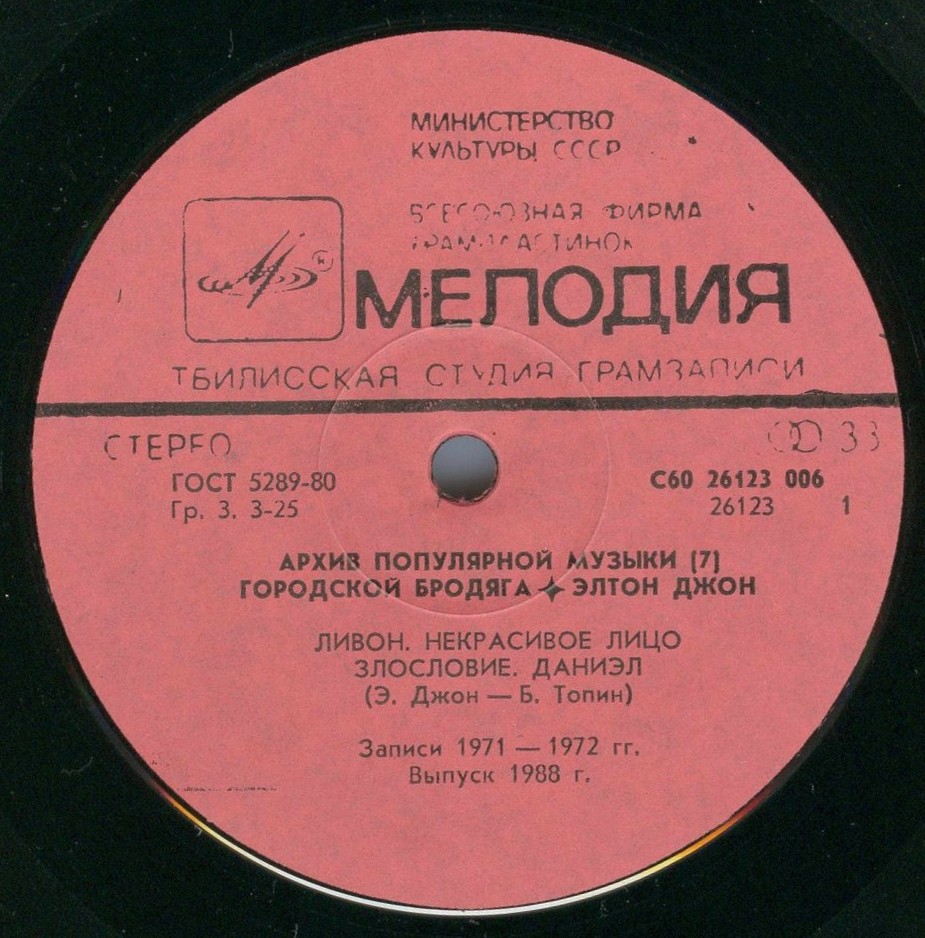 МИНИСТЕРСТВО
КУЛЬТУРЫ СССР
ВСЕСОЮЗНАЯ ФИРМА
ГРАМПЛАСТИНОК
МЕЛОДИЯ
ТБИЛИССКАЯ СТУДИЯ ГРАМЗАПИСИ
СТЕРЕО 33
ГОСТ 5289-80 С60 26123 006
Гр. 3. 3-25 26123 1
АРХИВ ПОПУЛЯРНОЙ МУЗЫКИ (7)
ГОРОДСКОЙ БРОДЯГА ✦ ЭЛТОН ДЖОН
ЛИВОН. НЕКРАСИВОЕ ЛИЦО
ЗЛОСЛОВИЕ. ДАНИЭЛ
(Э. Джон — Б. Топин)
Записи 1971 — 1972 гг.
Выпуск 1988 г.